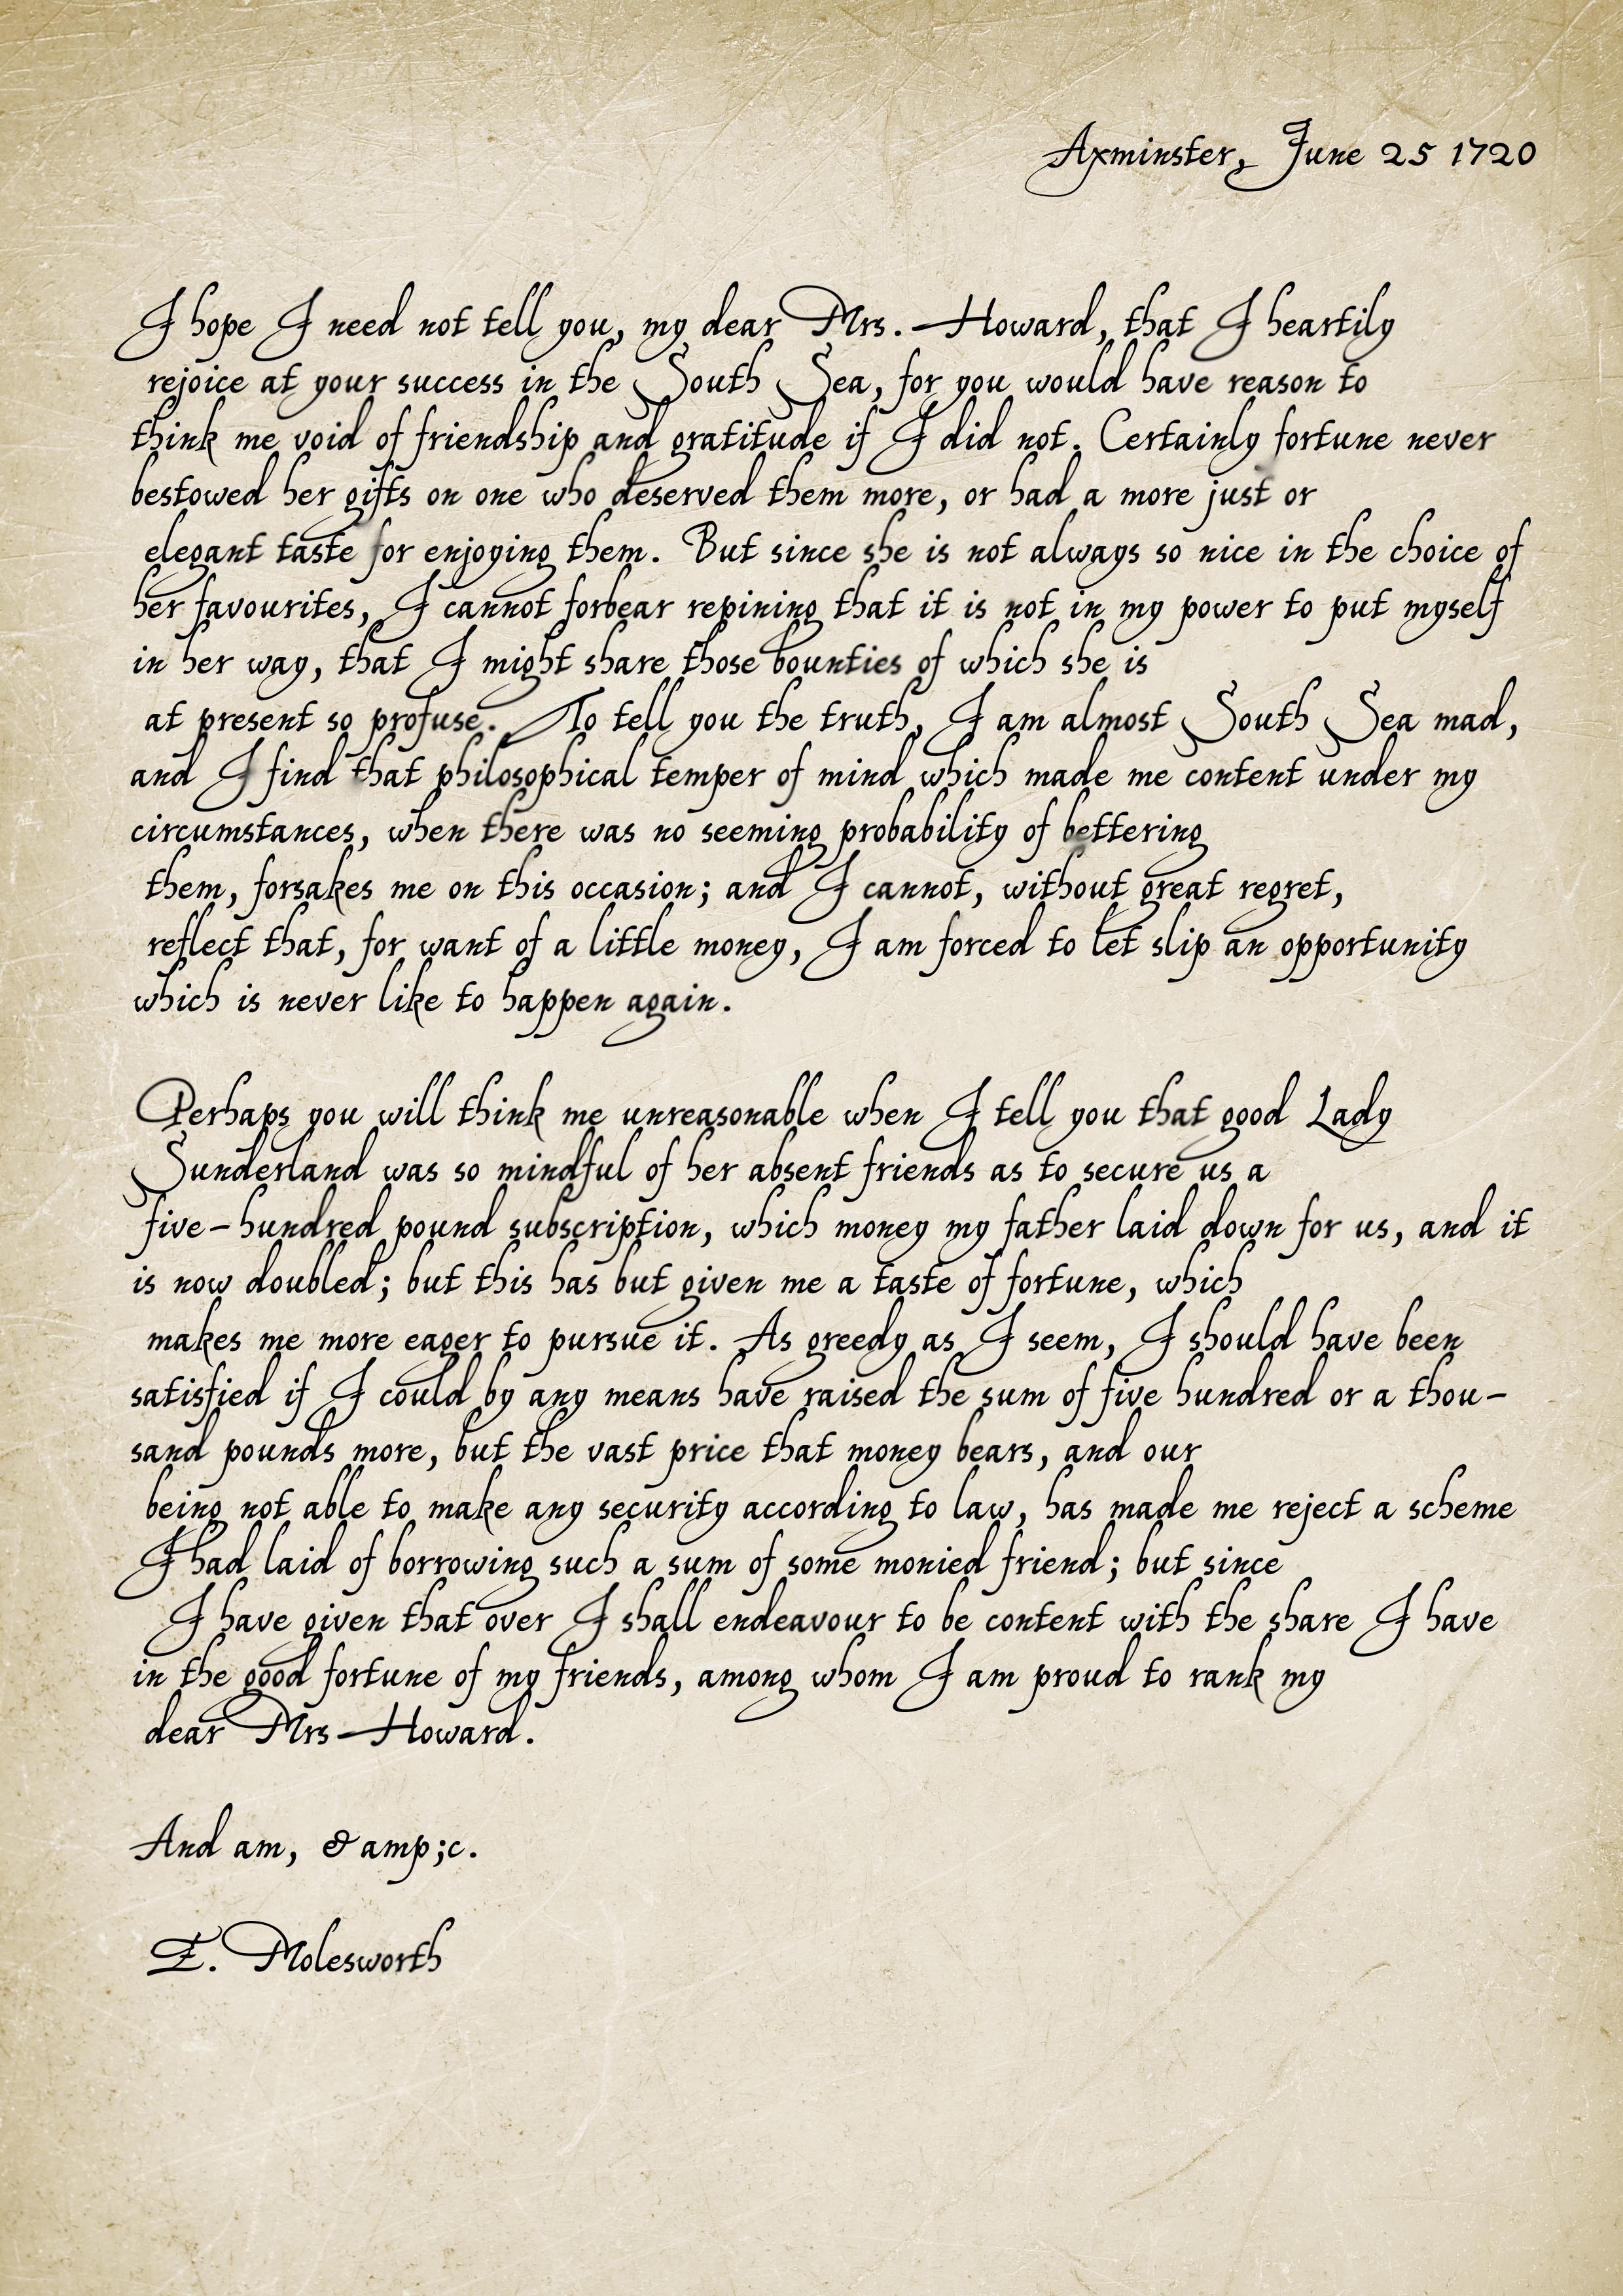 Axminster, June 25 1720
I hope I need not tell you, my dear Mrs. Howard, that I heartily
rejoice at your success in the South Sea, for you would have reason to
think me void of friendship and gratitude if I did not. Certainly fortune never
bestowed her gifts on one who deserved them more, or had a more just or
elegant taste for enjoying them. But since she is not always so nice in the choice of
her favourites, I cannot forbear repining that it is not in my power to put myself
in her way, that I might share those bounties of which she is
at present so profuse. To tell you the truth, I am almost South Sea mad,
and I find that philosophical temper of mind which made me content under my
circumstances, when there was no seeming probability of bettering
them, forsakes me on this occasion; and I cannot, without great regret,
reflect that, for want of a little money, I am forced to let slip an opportunity
which is never like to happen again.
Perhaps you will think me unreasonable when I tell you that good Lady
Sunderland was so mindful of her absent friends as to secure us a
five-hundred pound subscription, which money my father laid down for us, and it
is now doubled; but this has but given me a taste of fortune, which
makes me more eager to pursue it. As greedy as I seem, I should have been
satisfied if I could by any means have raised the sum of five hundred or a thou-
sand pounds more, but the vast price that money bears, and our
being not able to make any security according to law, has made me reject a scheme
I had laid of borrowing such a sum of some monied friend; but since
I have given that over I shall endeavour to be content with the share I have
in the good fortune of my friends, among whom I am proud to rank my
dear Mrs Howard.
And am, &amp;c.
E. Molesworth